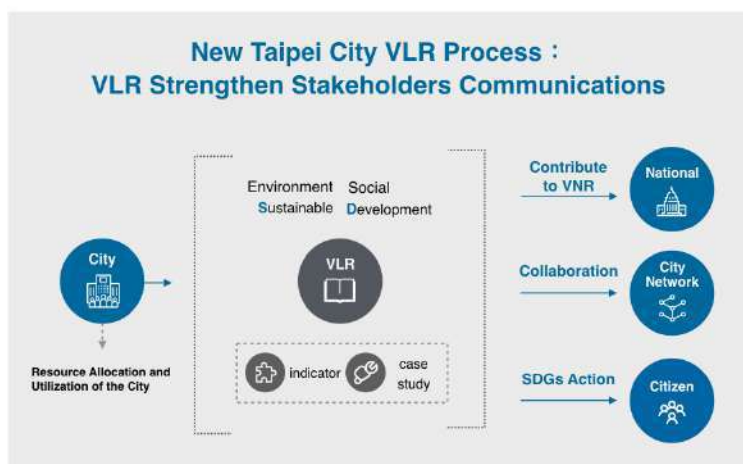 New Taipei City VLR Process：
VLR Strengthen Stakeholders Communications
City
Resource Allocation and
Utilization of the City
Environment Social
Sustainable Development
VLR
indicator
case
study
Contribute
to VNR
National
Collaboration
City
Network
SDGs Action
Citizen